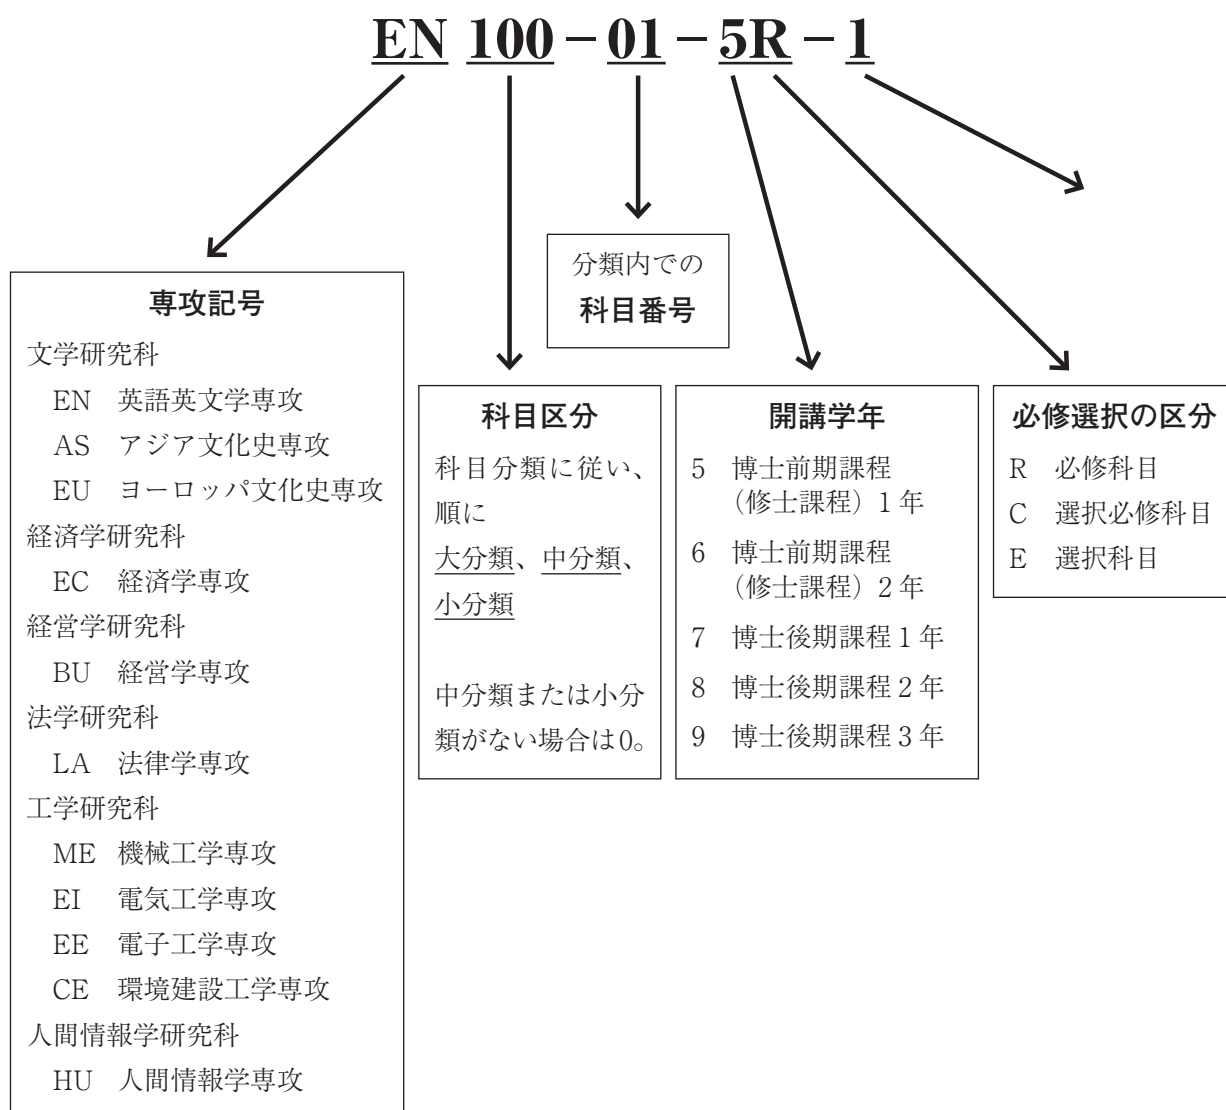 EN 100－01－5R－1
分類内での
科目番号
専攻記号
文学研究科
EN　英語英文学専攻
AS　アジア文化史専攻
EU　ヨーロッパ文化史専攻
経済学研究科
EC　経済学専攻
経営学研究科
BU　経営学専攻
法学研究科
LA　法律学専攻
工学研究科
ME　機械工学専攻
EI　電気工学専攻
EE　電子工学専攻
CE　環境建設工学専攻
人間情報学研究科
HU　人間情報学専攻
科目区分
科目分類に従い、
順に
大分類、中分類、
小分類
中分類または小分
類がない場合は0。
開講学年
5　博士前期課程
（修士課程）1年
6　博士前期課程
（修士課程）2年
7　博士後期課程1年
8　博士後期課程2年
9　博士後期課程3年
必修選択の区分
R　必修科目
C　選択必修科目
E　選択科目